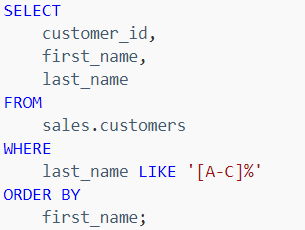 SELECT
    customer_id,
    first_name,
    last_name
FROM
    sales.customers
WHERE
    last_name LIKE '[A-C]%'
ORDER BY
    first_name;